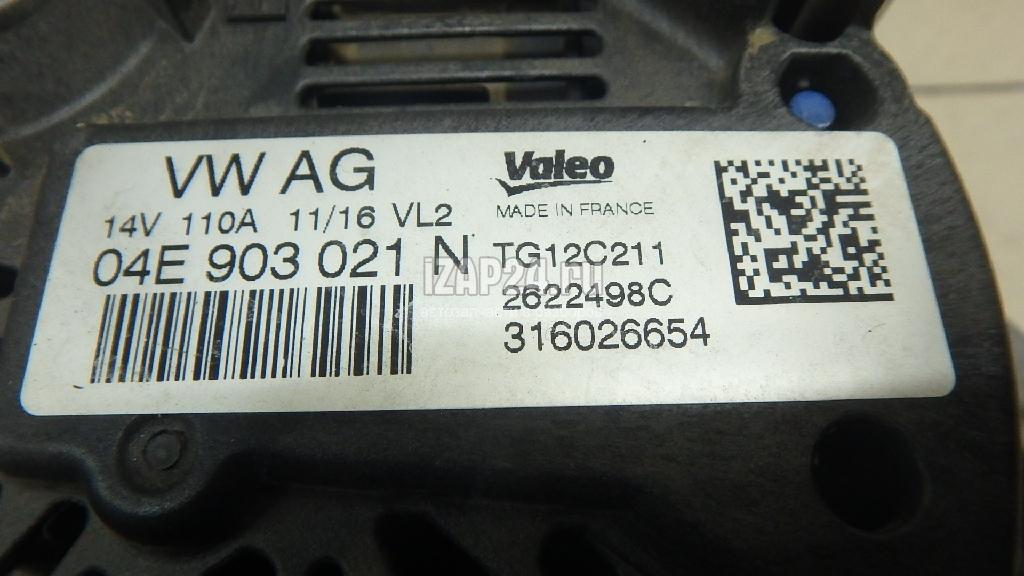 VW AG
14V 110A 11/16 VL2
04E 903 021 N
Valeo
MADE IN FRANCE
TG12C211
2622498C
316026654
IZAP24.RU